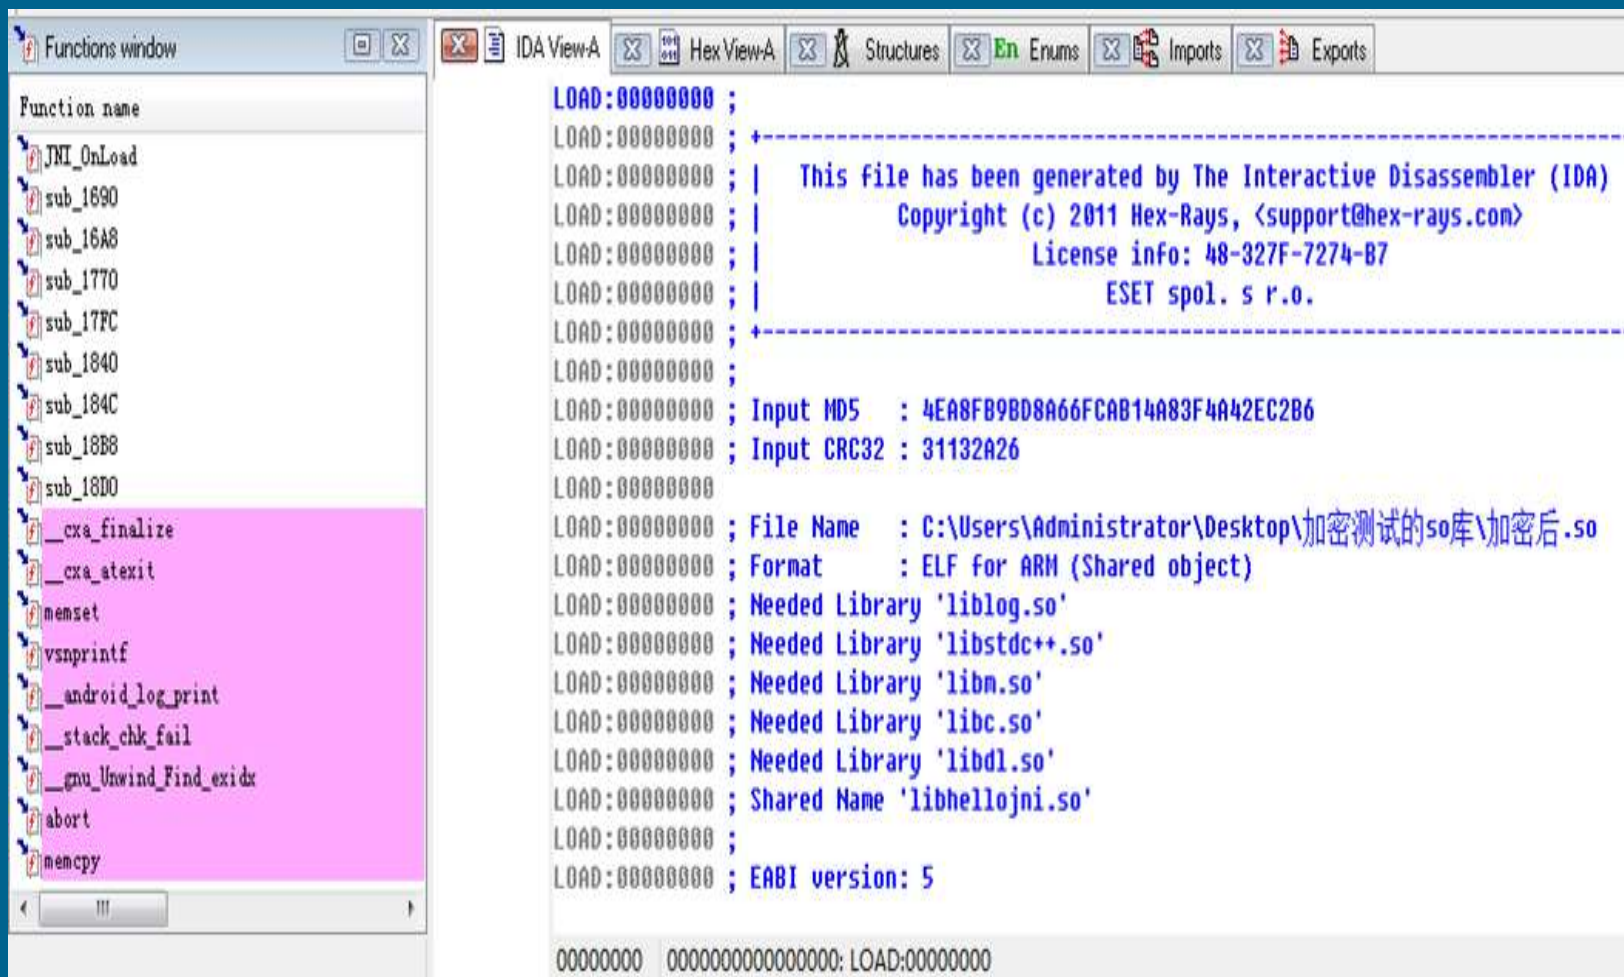 Functions window
IDA View-A
Hex View-A
Structures
En Enums
Imports
Exports
Function name
JNI_OnLoad
sub_1690
sub_16A8
sub_1770
sub_17FC
sub_1840
sub_184C
sub_18B8
sub_18D0
__cxa_finalize
__cxa_atexit
memset
vsnprintf
__android_log_print
__stack_chk_fail
__gnu_Unwind_Find_exidx
abort
memcpy
LOAD:00000000 ;
LOAD:00000000 ; +-------------------------------------------------------------------------
LOAD:00000000 ; | This file has been generated by The Interactive Disassembler (IDA)
LOAD:00000000 ; | Copyright (c) 2011 Hex-Rays, <support@hex-rays.com>
LOAD:00000000 ; | License info: 48-327F-7274-B7
LOAD:00000000 ; | ESET spol. s r.o.
LOAD:00000000 ; +-------------------------------------------------------------------------
LOAD:00000000 ;
LOAD:00000000 ; Input MD5 : 4EA8FB9BD8A66FCAB14A83F4A42EC2B6
LOAD:00000000 ; Input CRC32 : 31132A26
LOAD:00000000
LOAD:00000000 ; File Name : C:\Users\Administrator\Desktop\加密测试的so库\加密后.so
LOAD:00000000 ; Format : ELF for ARM (Shared object)
LOAD:00000000 ; Needed Library 'liblog.so'
LOAD:00000000 ; Needed Library 'libstdc++.so'
LOAD:00000000 ; Needed Library 'libm.so'
LOAD:00000000 ; Needed Library 'libc.so'
LOAD:00000000 ; Needed Library 'libdl.so'
LOAD:00000000 ; Shared Name 'libhellojni.so'
LOAD:00000000 ;
LOAD:00000000 ; EABI version: 5
00000000 0000000000000000: LOAD:00000000